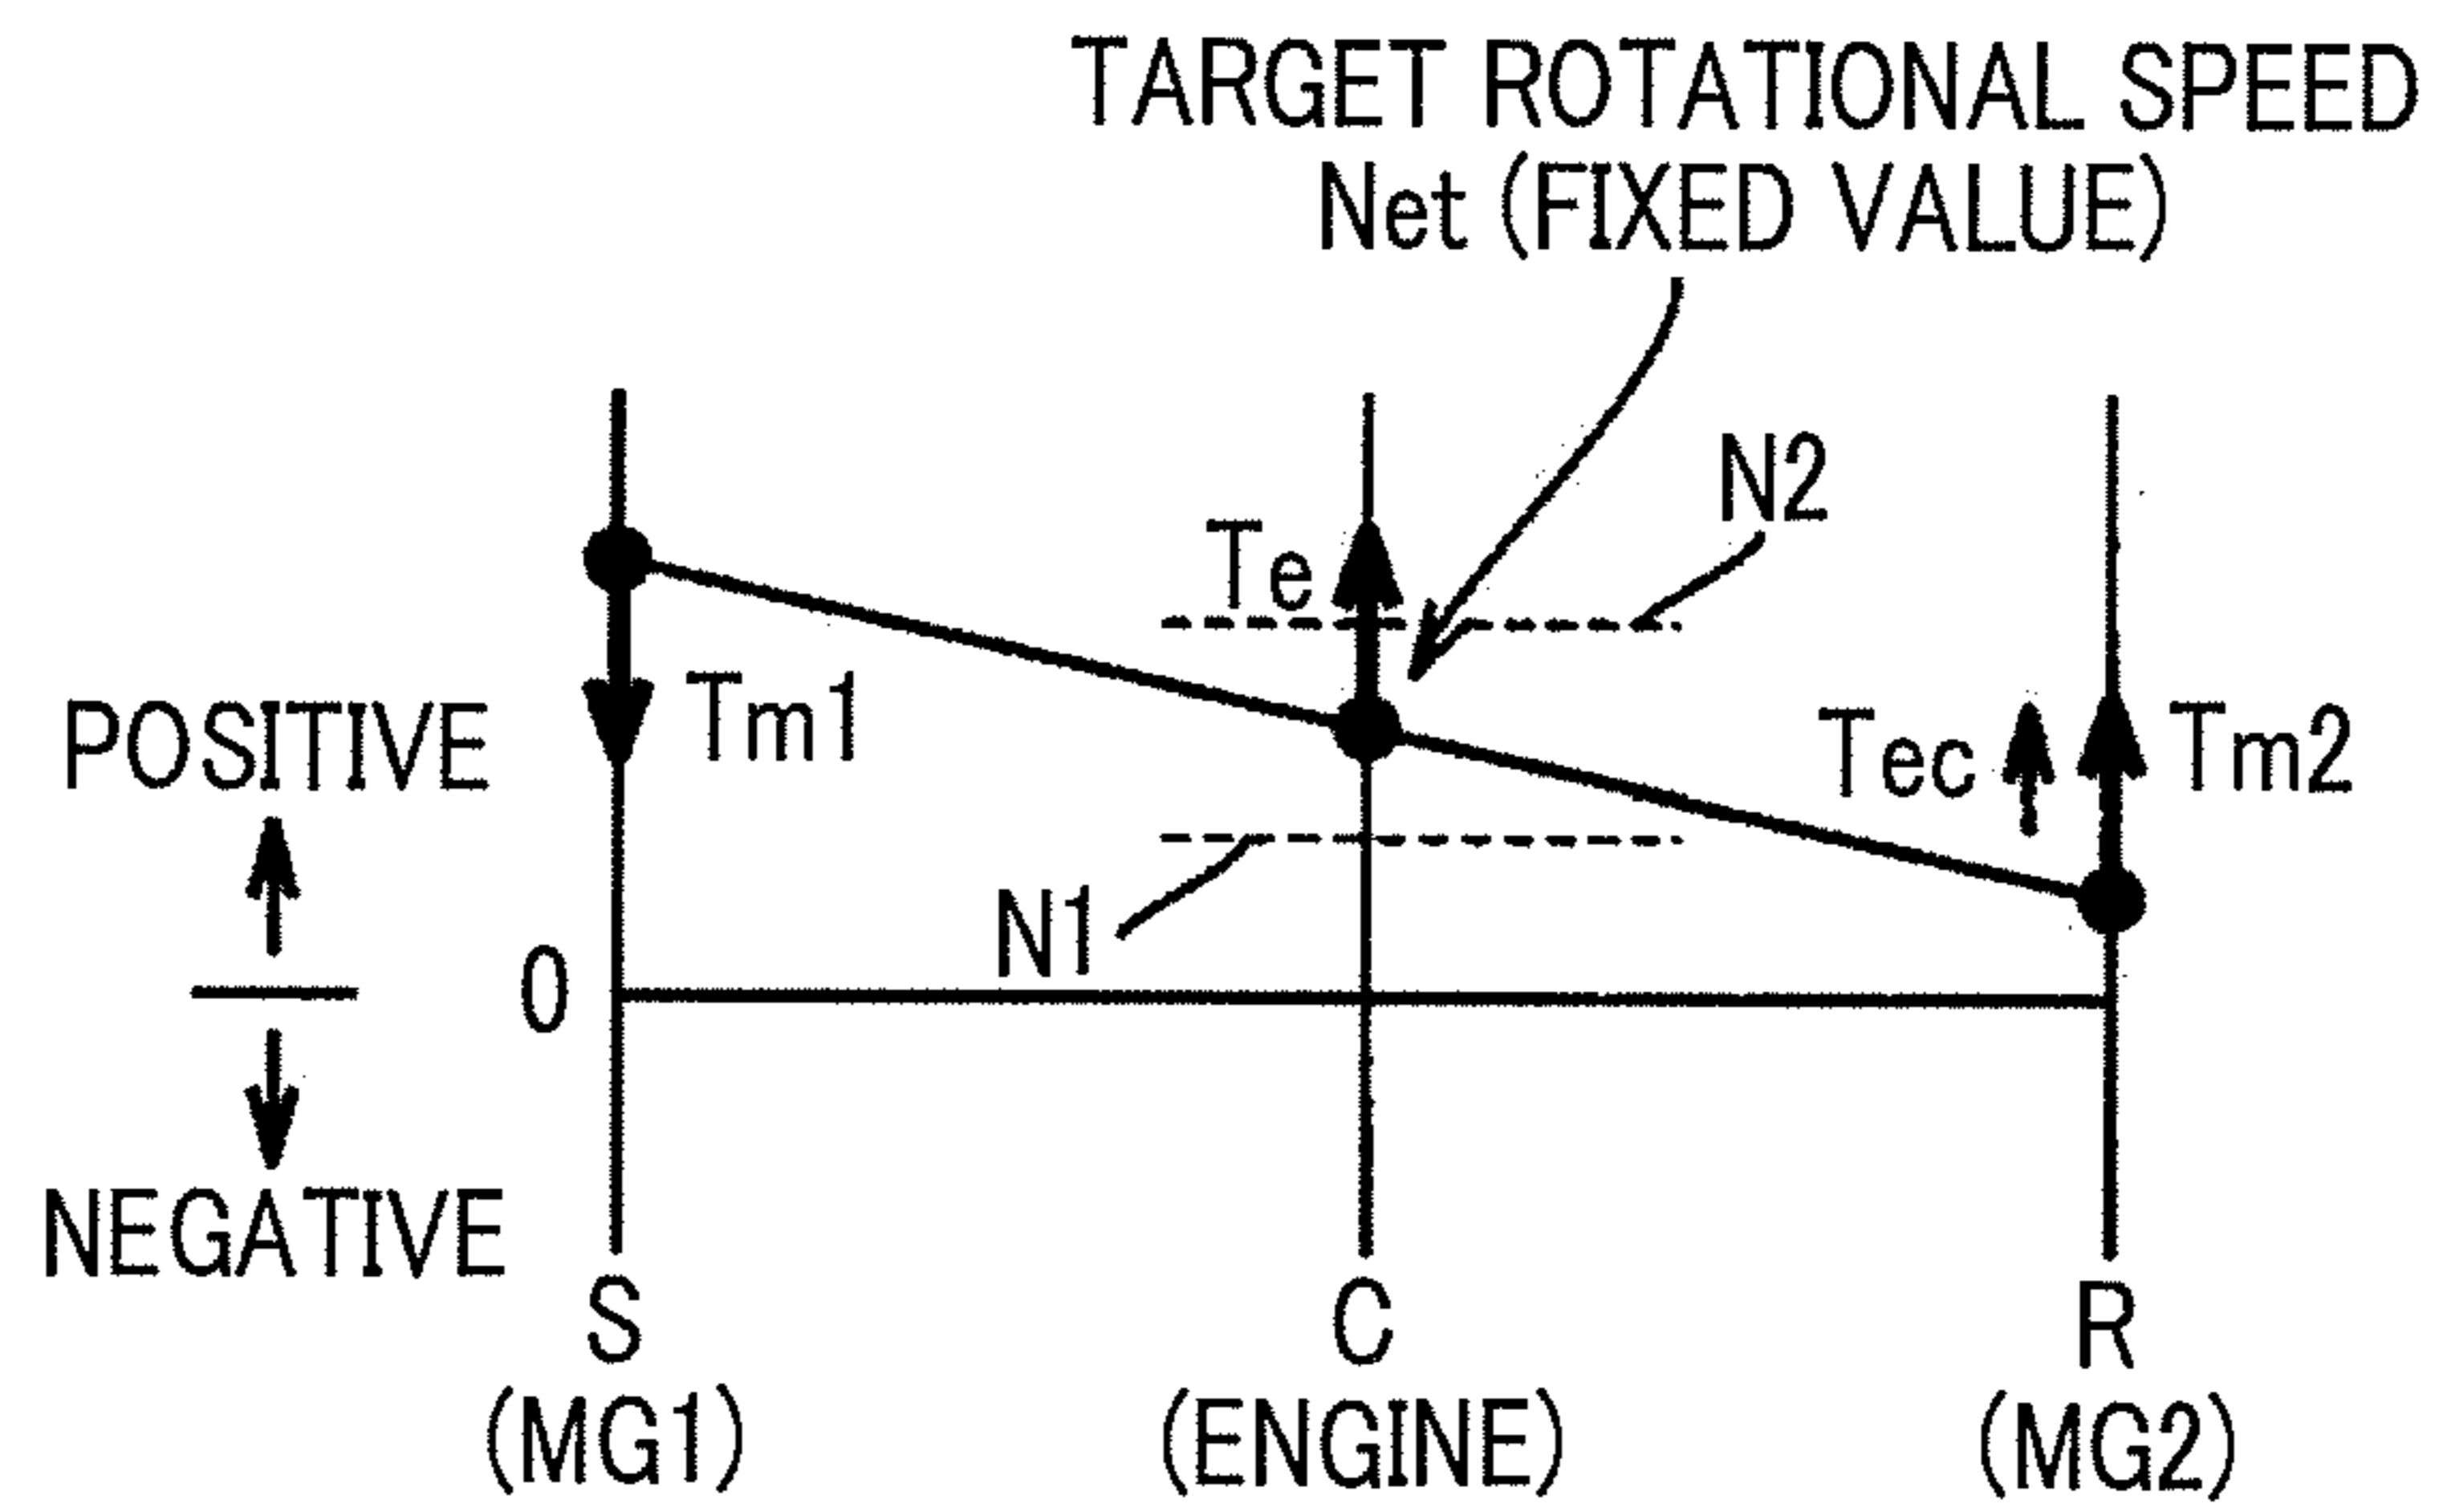 TARGET ROTATIONAL SPEED
Net (FIXED VALUE)
N2
Te
Tm1
POSITIVE
Tec
Tm2
N1
0
NEGATIVE
S
C
R
(MG1)
(ENGINE)
(MG2)